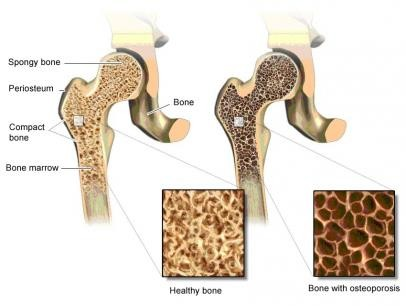 Spongy bone
Periosteum
Bone
Compact
bone
Bone marrow
Healthy bone
Bone with osteoporosis